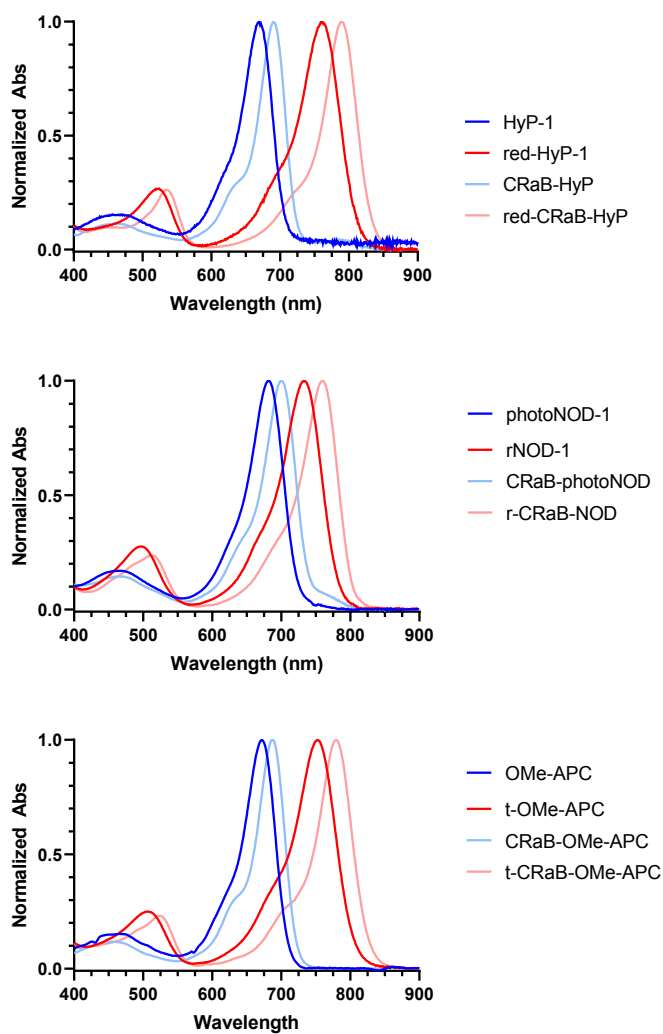 Normalized Abs
1.0
0.5
0.0
400 500 600 700 800 900
Wavelength (nm)
HyP-1
red-HyP-1
CRaB-HyP
red-CRaB-HyP
Normalized Abs
1.0
0.5
0.0
400 500 600 700 800 900
Wavelength (nm)
photoNOD-1
rNOD-1
CRaB-photoNOD
r-CRaB-NOD
Normalized Abs
1.0
0.5
0.0
400 500 600 700 800 900
Wavelength
OMe-APC
t-OMe-APC
CRaB-OMe-APC
t-CRaB-OMe-APC